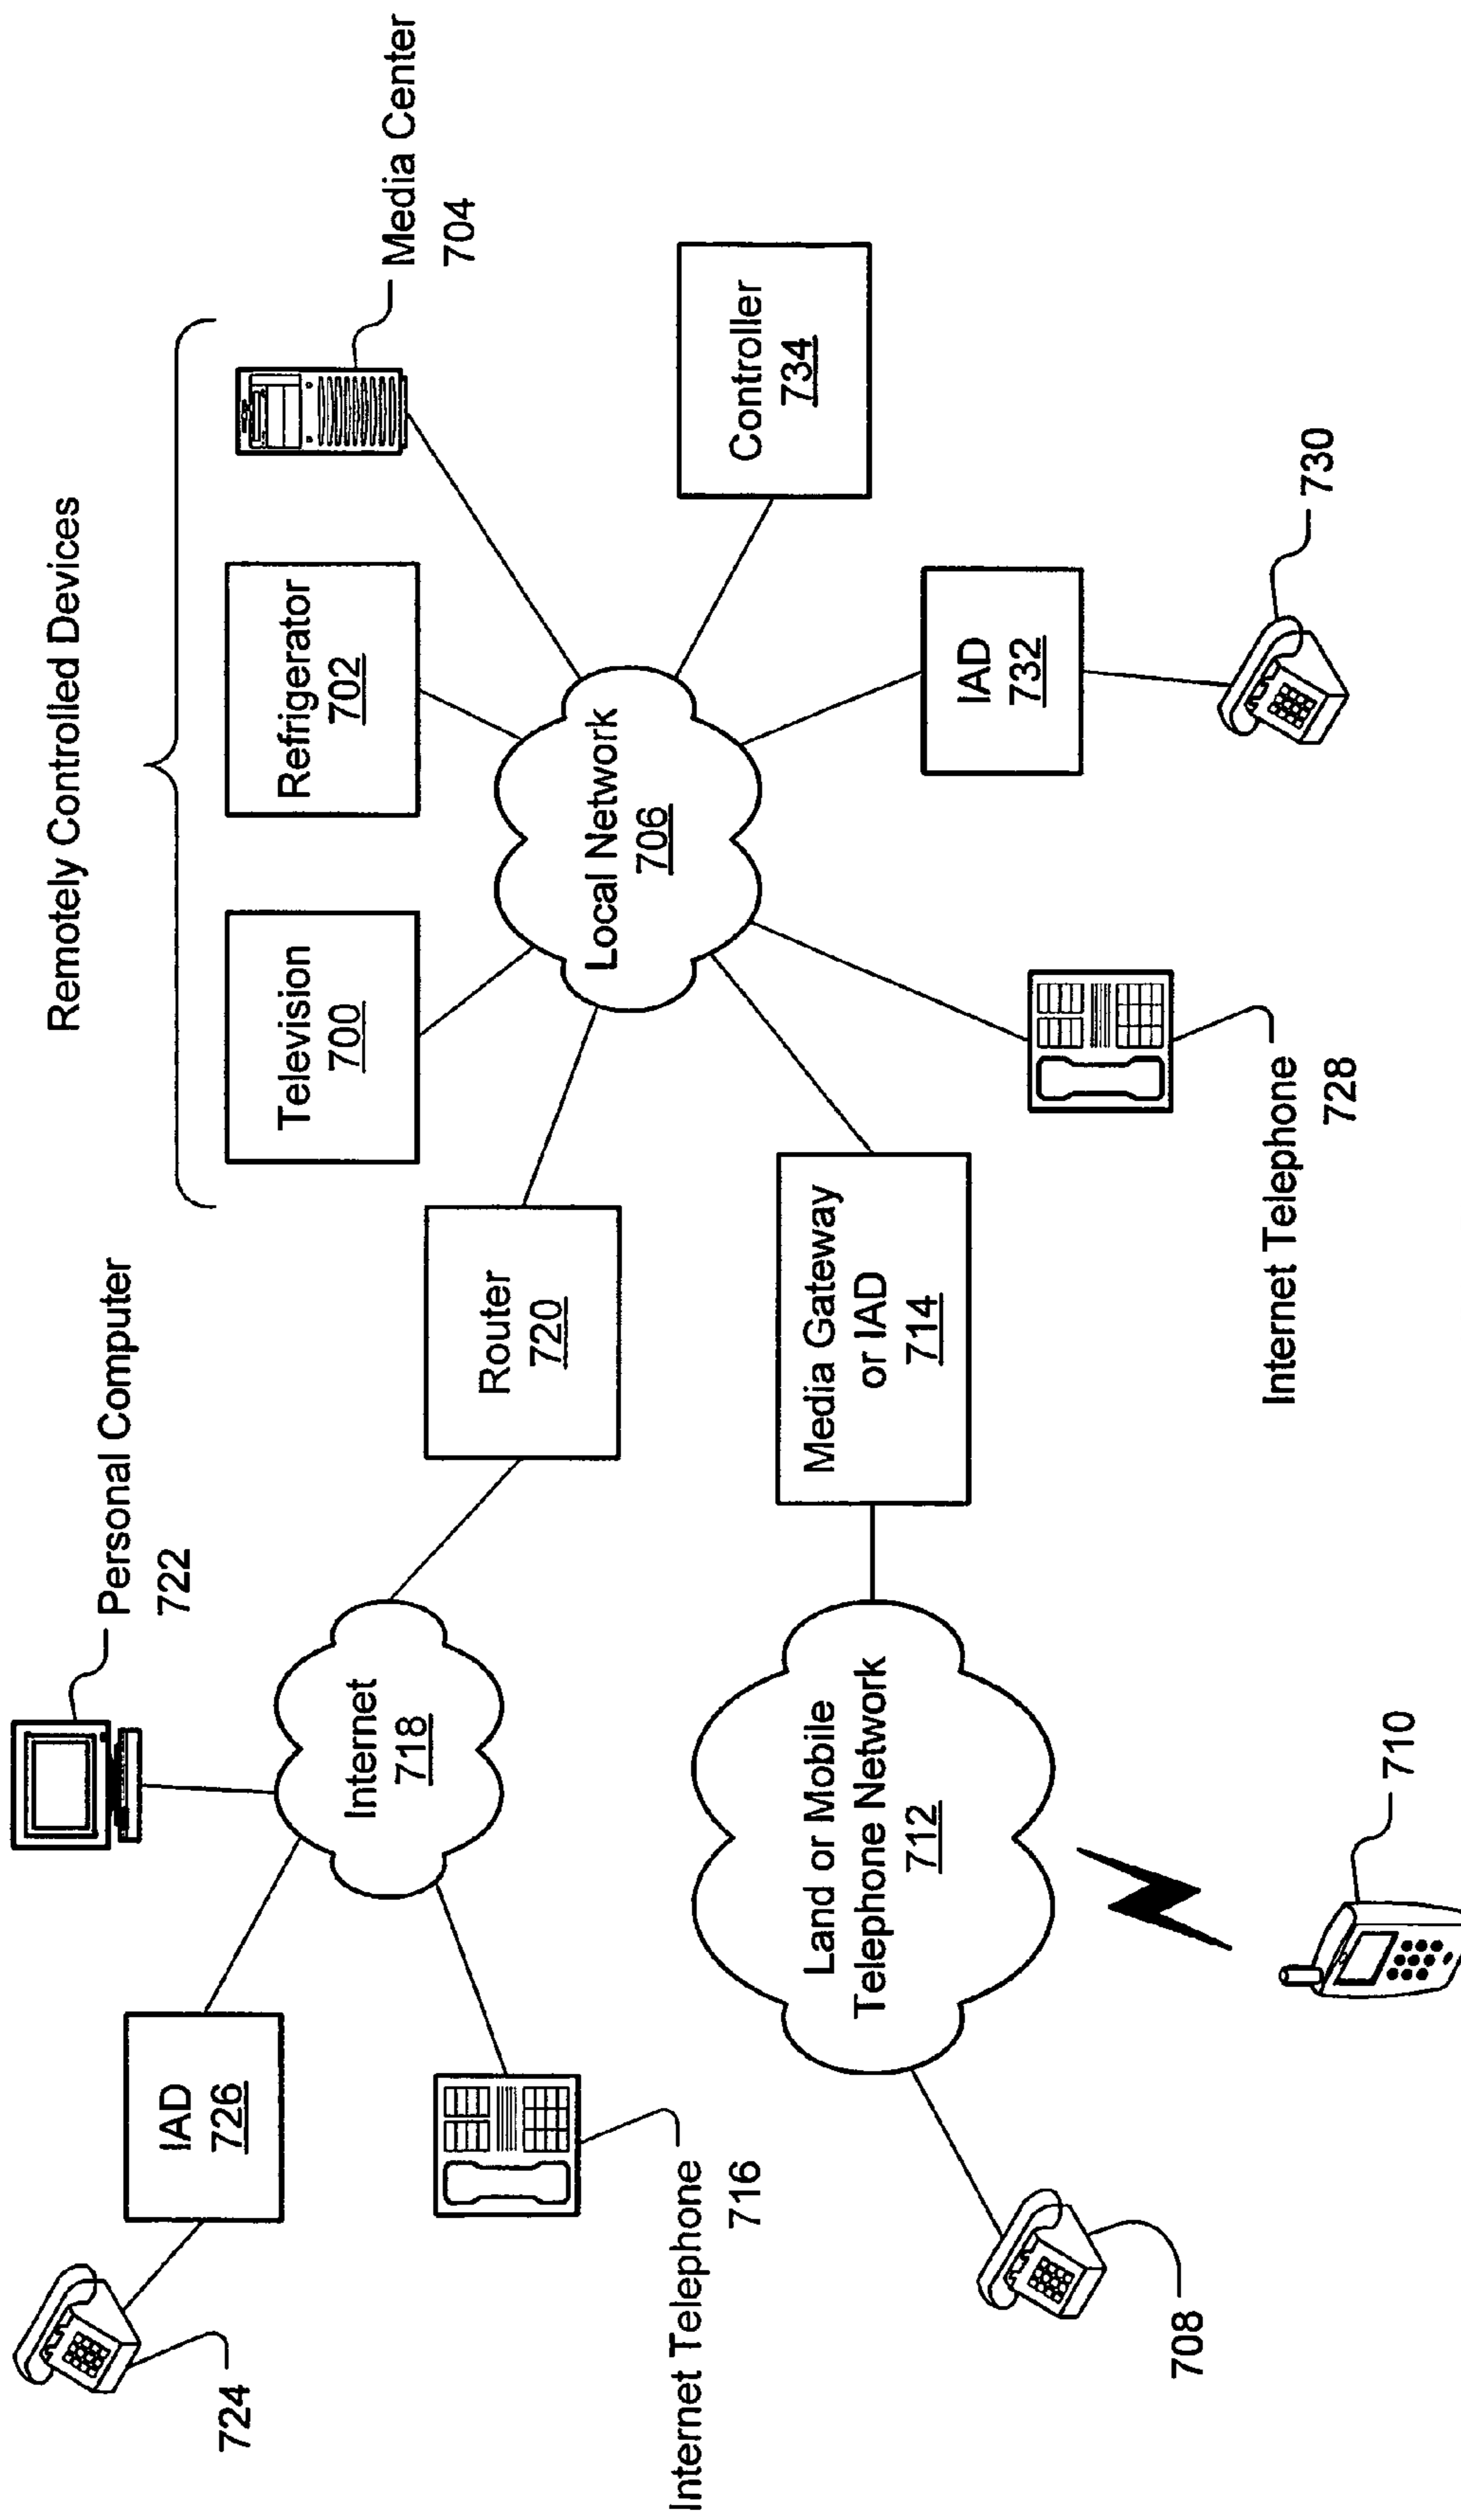 Remotely Controlled Devices
Personal Computer
722
Media Center
704
Television
700
Refrigerator
702
IAD
726
724
Internet
718
Router
720
Local Network
706
Controller
734
Internet Telephone
716
Land or Mobile
Telephone Network
712
Media Gateway
or IAD
714
IAD
732
730
Internet Telephone
728
708
710